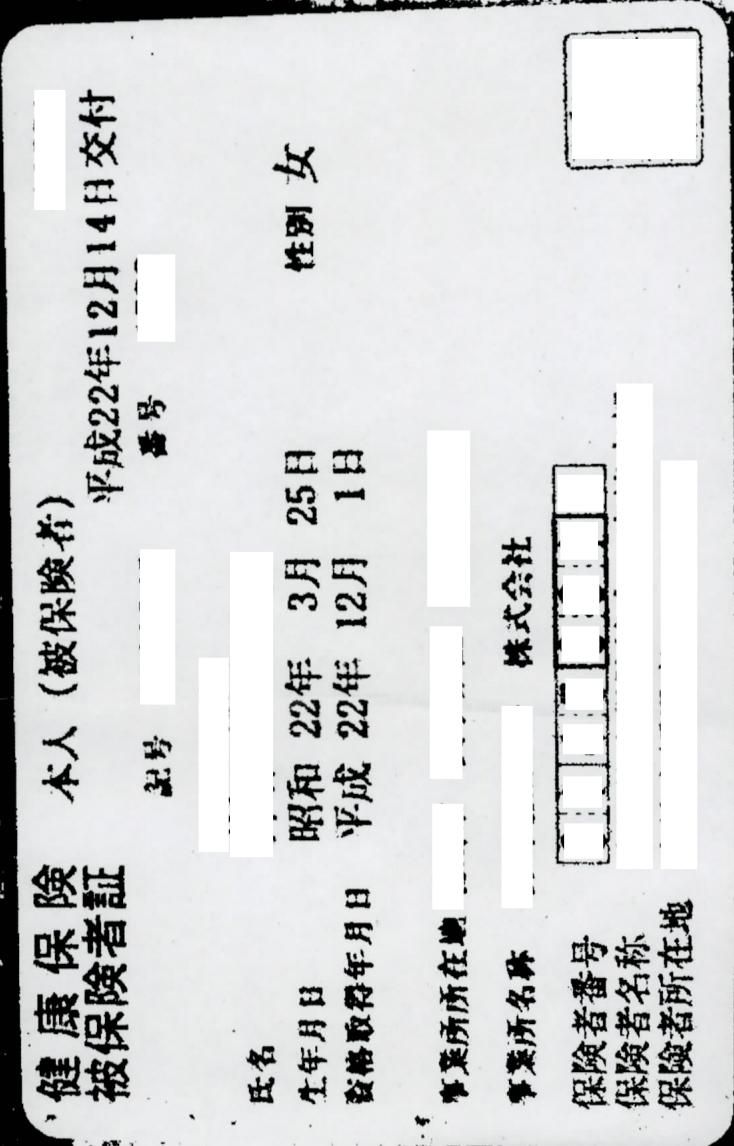 健康保険 本人（被保険者）
被保険者証
平成22年12月14日交付
記号 番号
氏名
生年月日 昭和 22年 3月 25日 性別 女
資格取得年月日 平成 22年 12月 1日
事業所所在地
事業所名称 株式会社
保険者番号
保険者名称
保険者所在地